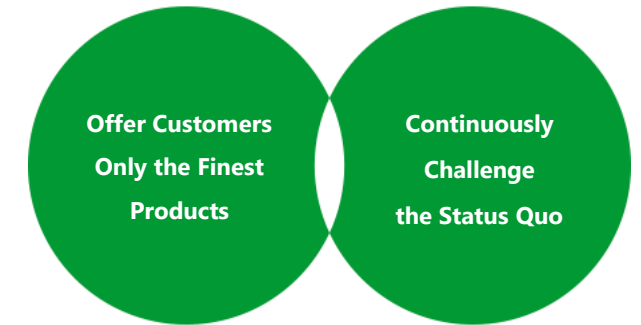 Offer Customers
Only the Finest
Products
Continuously
Challenge
the Status Quo